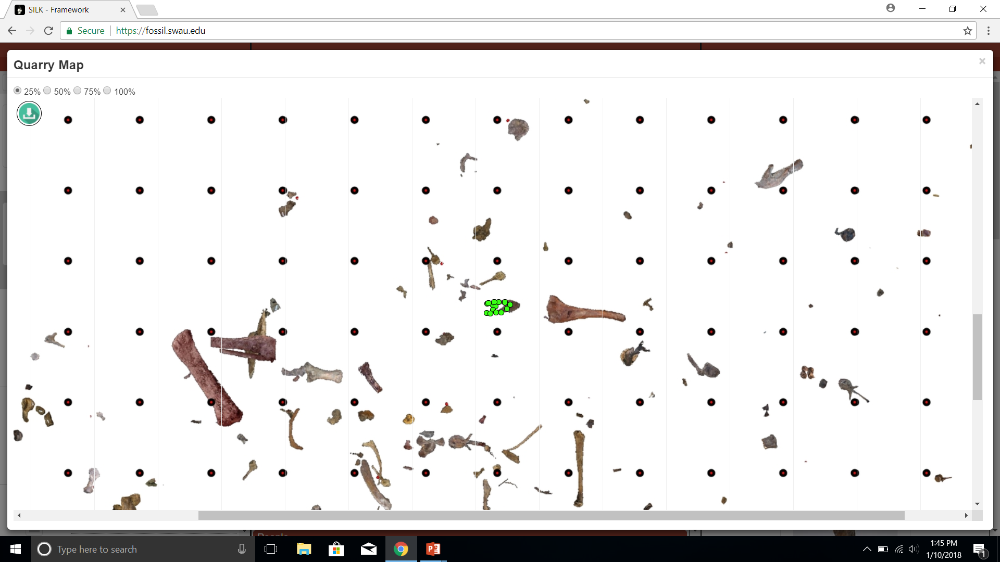 SILK - Framework
Secure
https://fossil.swau.edu
Quarry Map
25% 50% 75% 100%
Type here to search
1:45 PM
1/10/2018
1